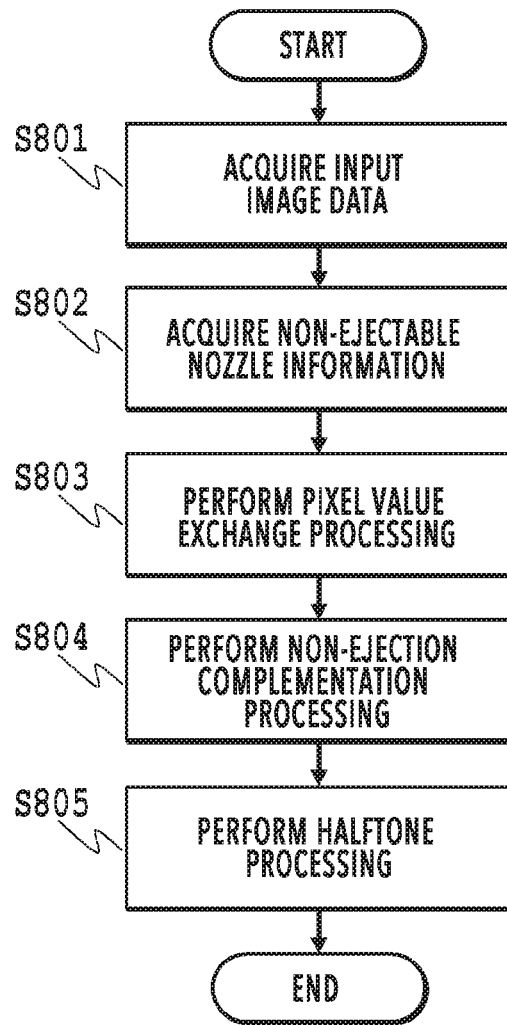 START
S801
ACQUIRE INPUT
IMAGE DATA
S802
ACQUIRE NON-EJECTABLE
NOZZLE INFORMATION
S803
PERFORM PIXEL VALUE
EXCHANGE PROCESSING
S804
PERFORM NON-EJECTION
COMPLEMENTATION
PROCESSING
S805
PERFORM HALFTONE
PROCESSING
END